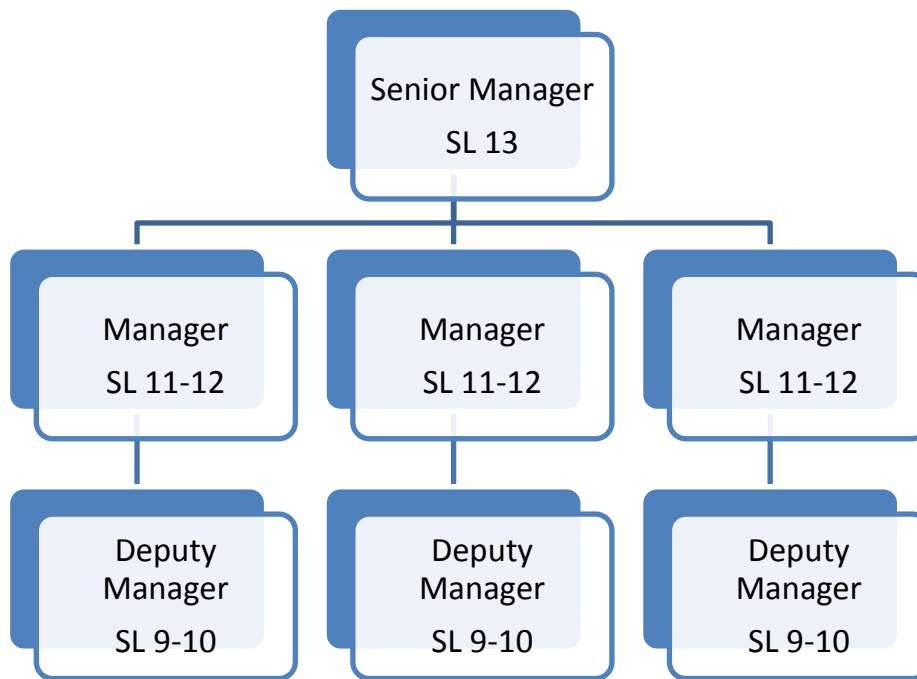 Senior Manager
SL 13
Manager
SL 11-12
Manager
SL 11-12
Manager
SL 11-12
Deputy
Manager
SL 9-10
Deputy
Manager
SL 9-10
Deputy
Manager
SL 9-10